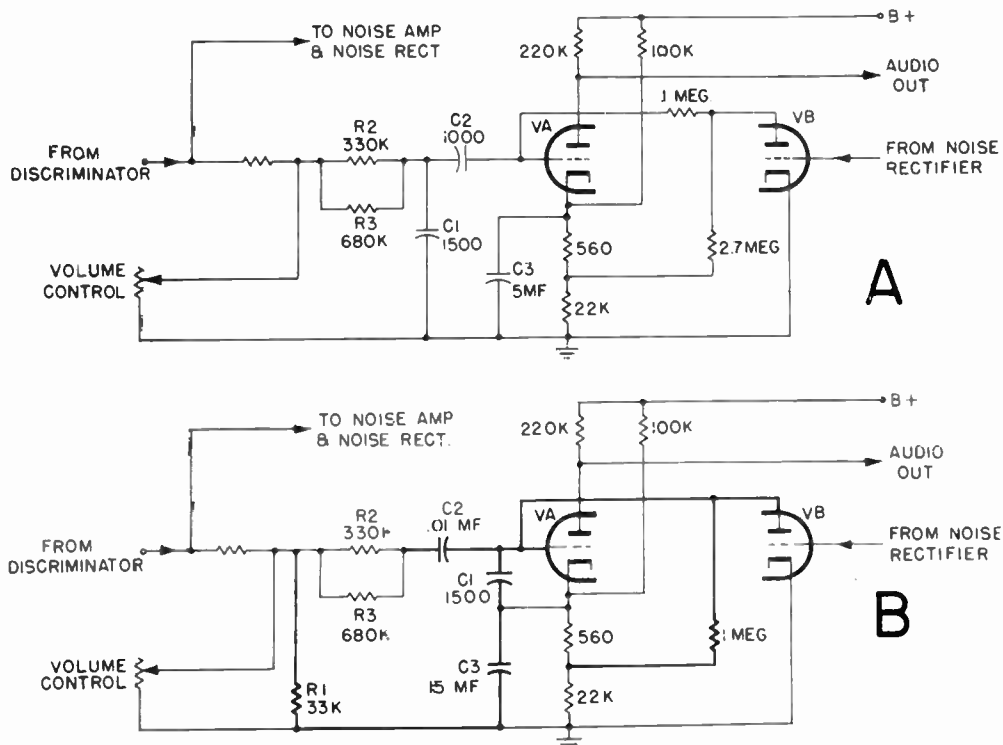 TO NOISE AMP
& NOISE RECT
B+
220K
100K
AUDIO
OUT
1 MEG
VA
VB
R2
330K
C2
1000
FROM
DISCRIMINATOR
FROM NOISE
RECTIFIER
R3
680K
C1
1500
560
2.7MEG
VOLUME
CONTROL
C3
5MF
22K
A
TO NOISE AMP
& NOISE RECT.
B+
220K
100K
AUDIO
OUT
C2
.01 MF
VA
VB
R2
330K
FROM
DISCRIMINATOR
FROM NOISE
RECTIFIER
C1
1500
R3
680K
560
1 MEG
B
VOLUME
CONTROL
R1
33K
C3
15 MF
22K